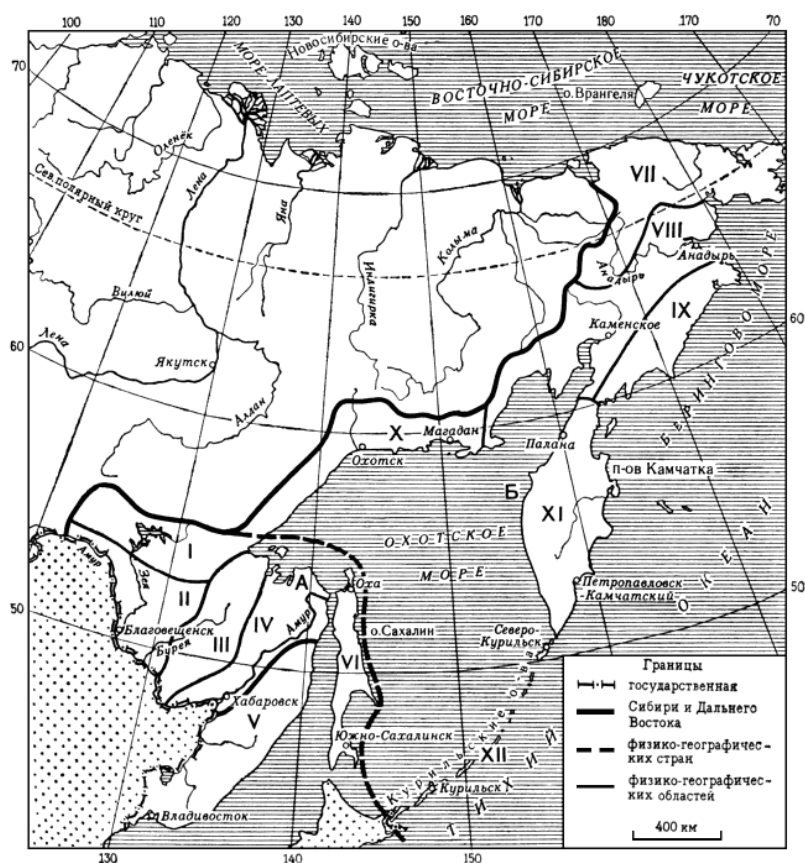 100
110
120
130
140
150
160
170
180
170
70
70
Новосибирские о-ва
МОРЕ ЛАПТЕВЫХ
ВОСТОЧНО-СИБИРСКОЕ
МОРЕ
о.Врангеля
ЧУКОТСКОЕ
МОРЕ
Оленёк
Лена
Яна
Сев.полярный круг
Индигирка
Колыма
VII
VIII
Анадырь
Анадырь
IX
Вилюй
Лена
Каменское
60
60
БЕРИНГОВО МОРЕ
Якутск
Алдан
X
Магадан
Охотск
Палана
п-ов Камчатка
Б
XI
ОХОТСКОЕ
МОРЕ
I
Амур
Зея
II
А
Оха
Петропавловск
-Камчатский
50
50
Благовещенск
Бурея
III
IV
Амур
о.Сахалин
VI
Северо-
Курильск
Хабаровск
V
Южно-Сахалинск
Курильские о-ва
XII
Курильск
ТИХИЙ
ОКЕАН
Владивосток
130
140
150
Границы
государственная
Сибири и Дальнего
Востока
физико-географичес-
ких стран
физико-географичес-
ких областей
400 км